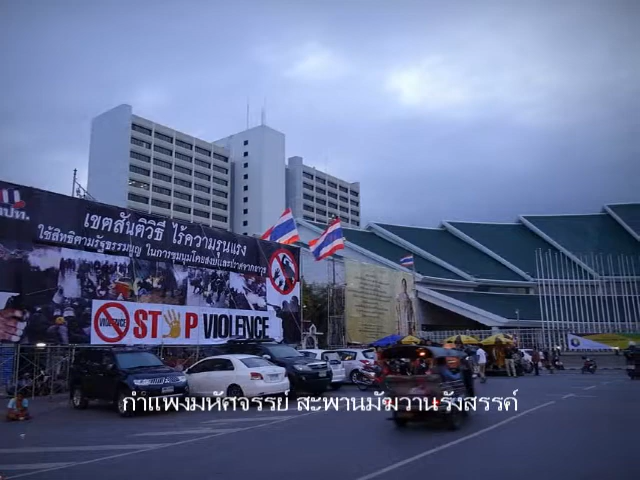 ปท.
เขตสันติวิธี ไร้ความรุนแรง
ใช้สิทธิตามรัฐธรรมนูญ ในการชุมนุมโดยสงบและปราศจากอาวุธ
VIOLENCE
STOP VIOLENCE
กำแพงมหัศจรรย์ สะพานมัฆวานรังสรรค์